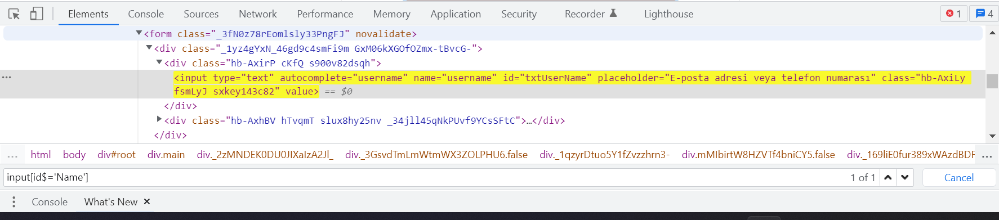 Elements Console Sources Network Performance Memory Application Security Recorder Lighthouse 1 4
<form class="_3fN0z78rEomlsly33PngFJ" novalidate>
<div class="_1yz4gYxN_46gd9c4smFi9m GxM06kXGOfOZmx-tBvcG-">
<div class="hb-AxirP cKfQ s900v82dsqh">
... <input type="text" autocomplete="username" name="username" id="txtUserName" placeholder="E-posta adresi veya telefon numarası" class="hb-AxiLy
fsmLyJ sxkey143c82" value> == $0
</div>
<div class="hb-AxhBV hTvqmT slux8hy25nv _34jll45qNkPUvf9YCsSFtC">…</div>
</div>
... html body div#root div.main div._2zMNDEK0DU0JIXaIzA2Jl_ div._3GsvdTmLmWtmWX3ZOLPHU6.false div._1qzyrDtuo5Y1fZvzzhrn3- div.mMIbirtW8HZVTf4bniCY5.false div._169liE0fur389xWAzdBDF ...
input[id$='Name'] 1 of 1 Cancel
Console What's New ×